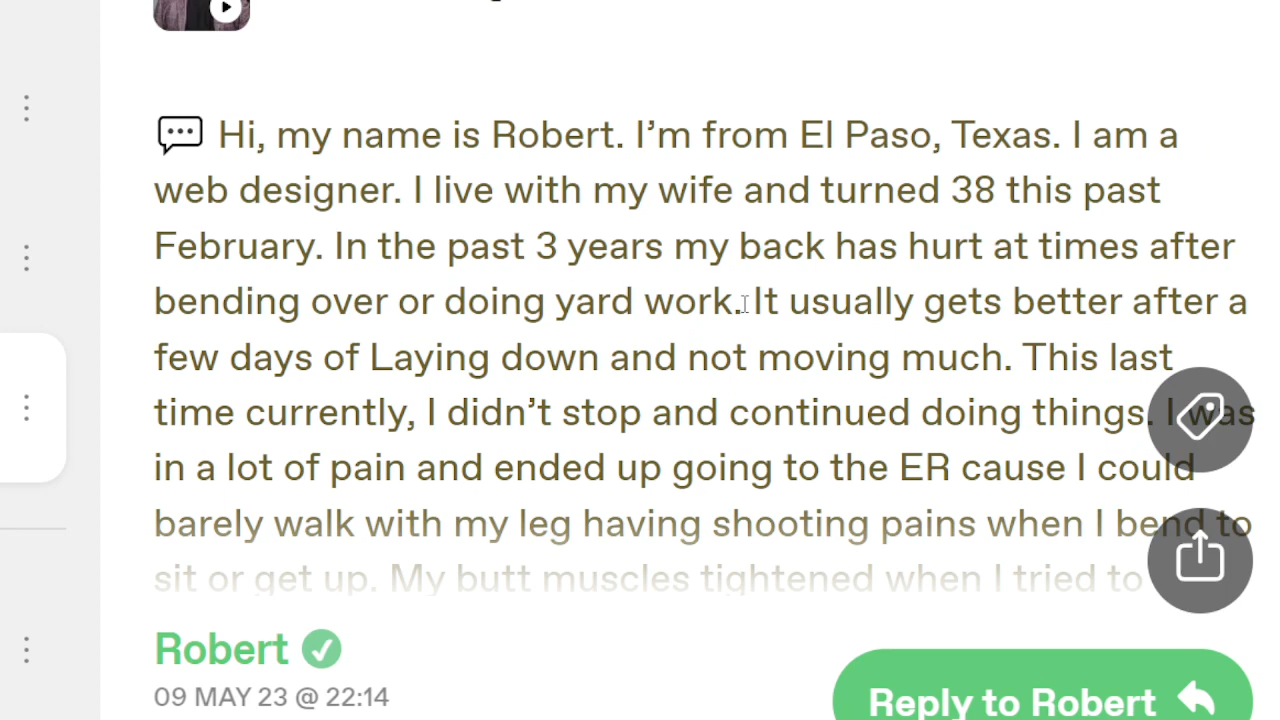 Hi, my name is Robert. I’m from El Paso, Texas. I am a
web designer. I live with my wife and turned 38 this past
February. In the past 3 years my back has hurt at times after
bending over or doing yard work. It usually gets better after a
few days of Laying down and not moving much. This last
time currently, I didn’t stop and continued doing things. I was
in a lot of pain and ended up going to the ER cause I could
barely walk with my leg having shooting pains when I bend to
sit or get up. My butt muscles tightened when I tried to
Robert
09 MAY 23 @ 22:14
Reply to Robert